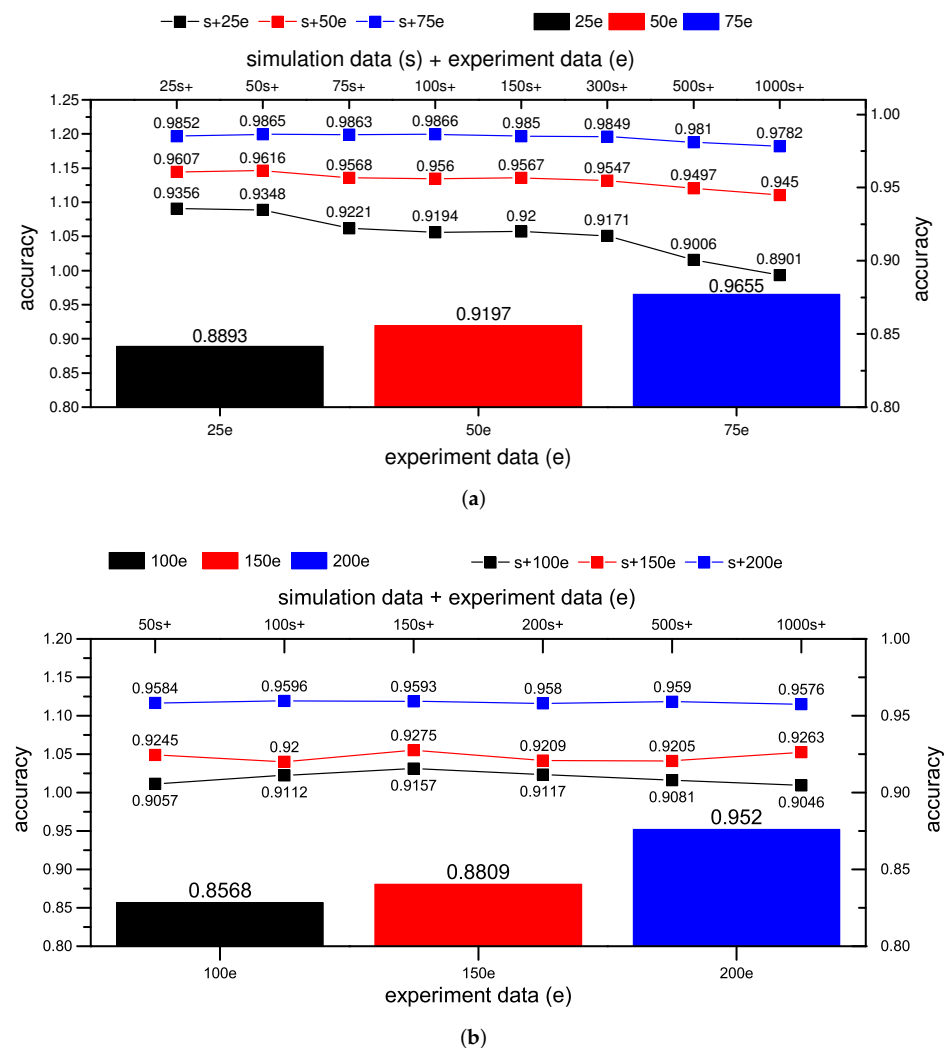 s+25e s+50e s+75e 25e 50e 75e
simulation data (s) + experiment data (e)
25s+ 50s+ 75s+ 100s+ 150s+ 300s+ 500s+ 1000s+
1.25
1.20
1.15
1.10
1.05
1.00
0.95
0.90
0.85
0.80
accuracy
0.9852 0.9865 0.9863 0.9866 0.985 0.9849 0.981 0.9782
0.9607 0.9616 0.9568 0.956 0.9567 0.9547 0.9497 0.945
0.9356 0.9348 0.9221 0.9194 0.92 0.9171 0.9006 0.8901
0.8893 0.9197 0.9655
1.00
0.95
0.90
0.85
0.80
accuracy
25e 50e 75e
experiment data (e)
(a)
100e 150e 200e s+100e s+150e s+200e
simulation data + experiment data (e)
50s+ 100s+ 150s+ 200s+ 500s+ 1000s+
1.20
1.15
1.10
1.05
1.00
0.95
0.90
0.85
0.80
accuracy
0.9584 0.9596 0.9593 0.958 0.959 0.9576
0.9245 0.92 0.9275 0.9209 0.9205 0.9263
0.9057 0.9112 0.9157 0.9117 0.9081 0.9046
0.8568 0.8809 0.952
1.00
0.95
0.90
0.85
0.80
accuracy
100e 150e 200e
experiment data (e)
(b)